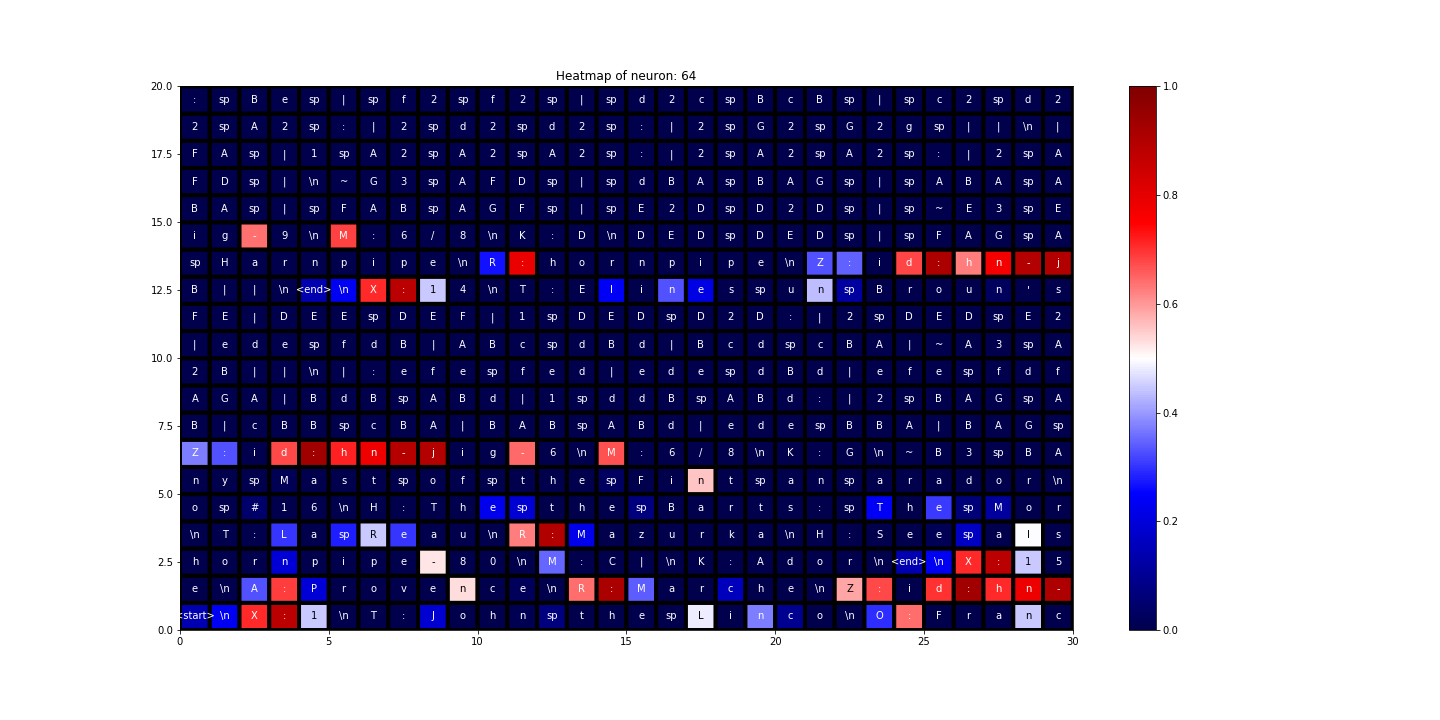 Heatmap of neuron: 64
20.0 : sp B e sp | sp f 2 sp f 2 sp | sp d 2 c sp B c B sp | sp c 2 sp d 2 1.0
2 sp A 2 sp : | 2 sp d 2 sp d 2 sp : | 2 sp G 2 sp G 2 g sp | | \n |
17.5 F A sp | 1 sp A 2 sp A 2 sp A 2 sp : | 2 sp A 2 sp A 2 sp : | 2 sp A
F D sp | \n ~ G 3 sp A F D sp | sp d B A sp B A G sp | sp A B A sp A 0.8
15.0 B A sp | sp F A B sp A G F sp | sp E 2 D sp D 2 D sp | sp ~ E 3 sp E
i g - 9 \n M : 6 / 8 \n K : D \n D E D sp D E D sp | sp F A G sp A
sp H a r n p i p e \n R : h o r n p i p e \n Z : i d : h n - j 0.6
12.5 B | | \n <end> \n X : 1 4 \n T : E l i n e s sp u n sp B r o u n ' s
F E | D E E sp D E F | 1 sp D E D sp D 2 D : | 2 sp D E D sp E 2
10.0 | e d e sp f d B | A B c sp d B d | B c d sp c B A | ~ A 3 sp A
2 B | | \n | : e f e sp f e d | e d e sp d B d | e f e sp f d f 0.4
A G A | B d B sp A B d | 1 sp d d B sp A B d : | 2 sp B A G sp A
7.5 B | c B B sp c B A | B A B sp A B d | e d e sp B B A | B A G sp
Z : i d : h n - j i g - 6 \n M : 6 / 8 \n K : G \n ~ B 3 sp B A
5.0 n y sp M a s t sp o f sp t h e sp F i n t sp a n sp a r a d o r \n
o sp # 1 6 \n H : T h e sp t h e sp B a r t s : sp T h e sp M o r 0.2
\n T : L a sp R e a u \n R : M a z u r k a \n H : S e e sp a l s
2.5 h o r n p i p e - 8 0 \n M : C | \n K : A d o r \n <end> \n X : 1 5
e \n A : P r o v e n c e \n R : M a r c h e \n Z : i d : h n -
0.0 <start> \n X : 1 \n T : J o h n sp t h e sp L i n c o \n O : F r a n c 0.0
0 5 10 15 20 25 30